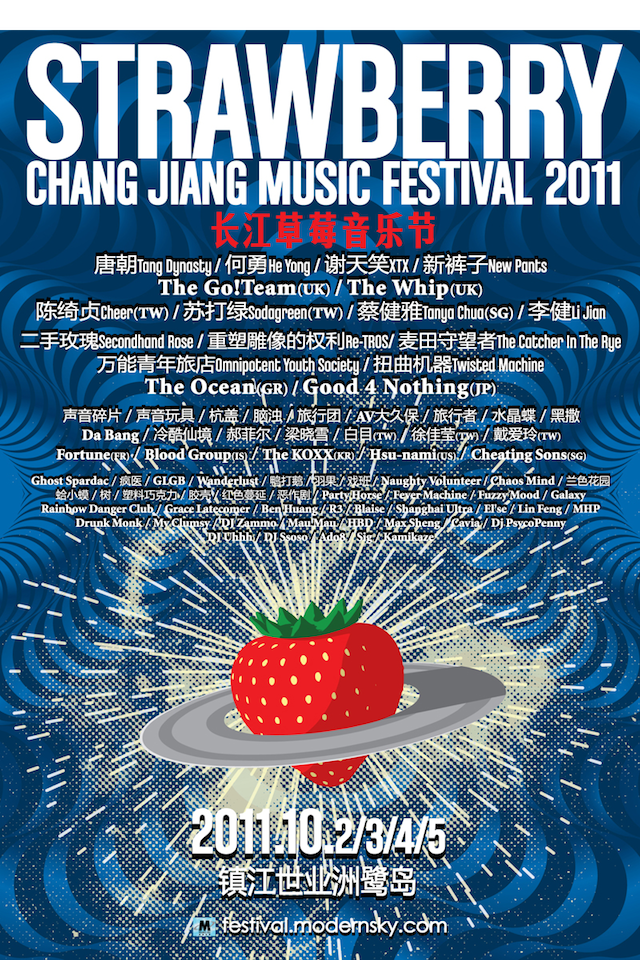 STRAWBERRY
CHANG JIANG MUSIC FESTIVAL 2011
长江草莓音乐节
唐朝Tang Dynasty / 何勇He Yong / 谢天笑XTX / 新裤子New Pants
The Go!Team(UK) / The Whip(UK)
陈绮贞Cheer(TW) / 苏打绿Sodagreen(TW) / 蔡健雅Tanya Chua(SG) / 李健Li Jian
二手玫瑰Secondhand Rose / 重塑雕像的权利Re-TROS/ 麦田守望者The Catcher In The Rye
万能青年旅店Omnipotent Youth Society / 扭曲机器Twisted Machine
The Ocean(GR) / Good 4 Nothing(JP)
声音碎片 / 声音玩具 / 杭盖 / 脑浊 / 旅行团 / AV大久保 / 旅行者 / 水晶蝶 / 黑撒
Da Bang / 冷酷仙境 / 郝菲尔 / 梁晓雪 / 白目(TW) / 徐佳莹(TW) / 戴爱玲(TW)
Fortune(FR) / Blood Group(IS) / The KOXX(KR) / Hsu-nami(US) / Cheating Sons(SG)
Ghost Spardac / 疯医 / GLGB / Wanderlust / 鸮打鹅 / 羽果 / 戏班 / Naughty Volunteer / Chaos Mind / 兰色花园
蛤小蟆 / 树 / 塑料巧克力 / 胶壳 / 红色蔓延 / 恶作剧 / Party Horse / Fever Machine / Fuzzy Mood / Galaxy
Rainbow Danger Club / Grace Latecomer / Ben Huang / R3 / Blaise / Shanghai Ultra / El'se / Lin Feng / MHP
Drunk Monk / My Clumsy / DJ Zammo / Mau Mau / HBD / Max Sheng / Cavia / Dj PsycoPenny
DJ Uhhh / DJ Ssoso / Ado8 / Sig / Kamikaze
2011.10.2/3/4/5
镇江世业洲鹭岛
M festival.modernsky.com